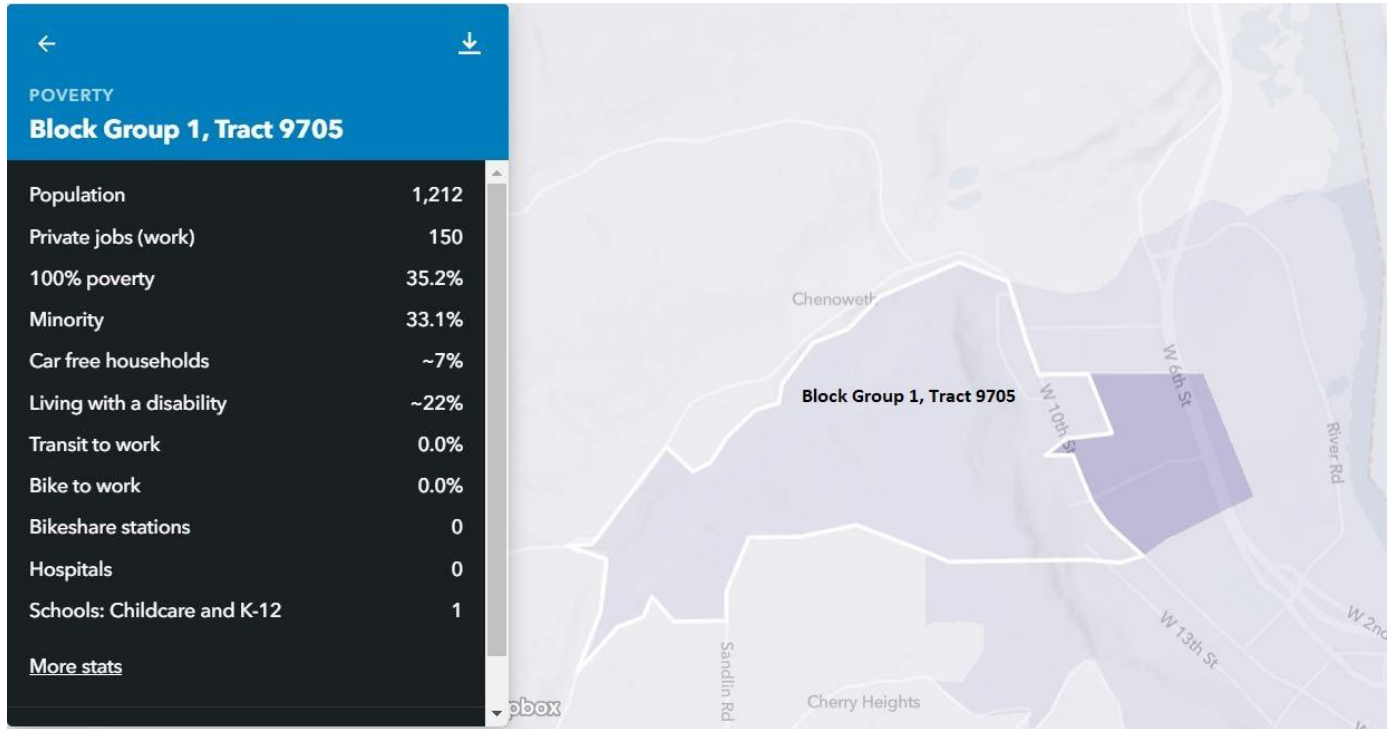 POVERTY
Block Group 1, Tract 9705
Population 1,212
Private jobs (work) 150
100% poverty 35.2%
Minority 33.1%
Car free households ~7%
Living with a disability ~22%
Transit to work 0.0%
Bike to work 0.0%
Bikeshare stations 0
Hospitals 0
Schools: Childcare and K-12 1
More stats
Chenoweth
Block Group 1, Tract 9705
W 10th St
W 6th St
River Rd
W 13th St
W 2nd
Sandlin Rd
Cherry Heights
pbox